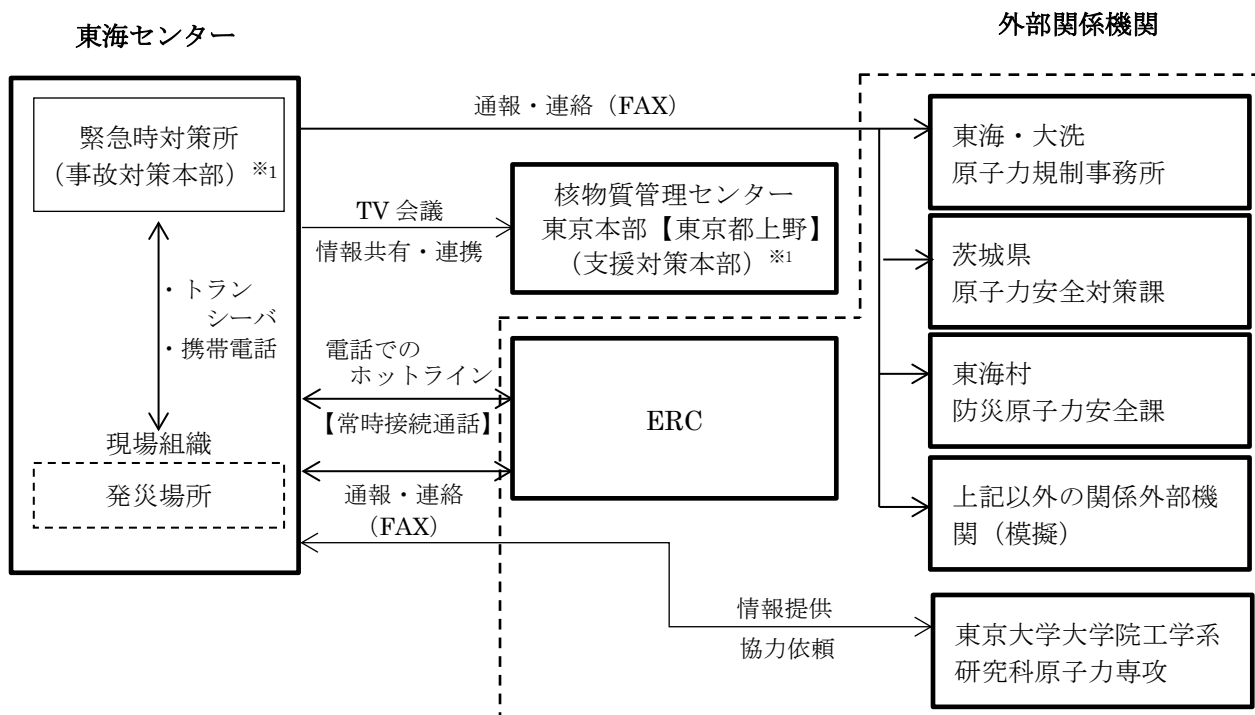 東海センター
外部関係機関
緊急時対策所
（事故対策本部）※1
・トラン
シーバ
・携帯電話
現場組織
発災場所
通報・連絡（FAX）
TV 会議
情報共有・連携
核物質管理センター
東京本部【東京都上野】
（支援対策本部）※1
電話での
ホットライン
【常時接続通話】
ERC
通報・連絡
（FAX）
情報提供
協力依頼
東海・大洗
原子力規制事務所
茨城県
原子力安全対策課
東海村
防災原子力安全課
上記以外の関係外部機
関（模擬）
東京大学大学院工学系
研究科原子力専攻